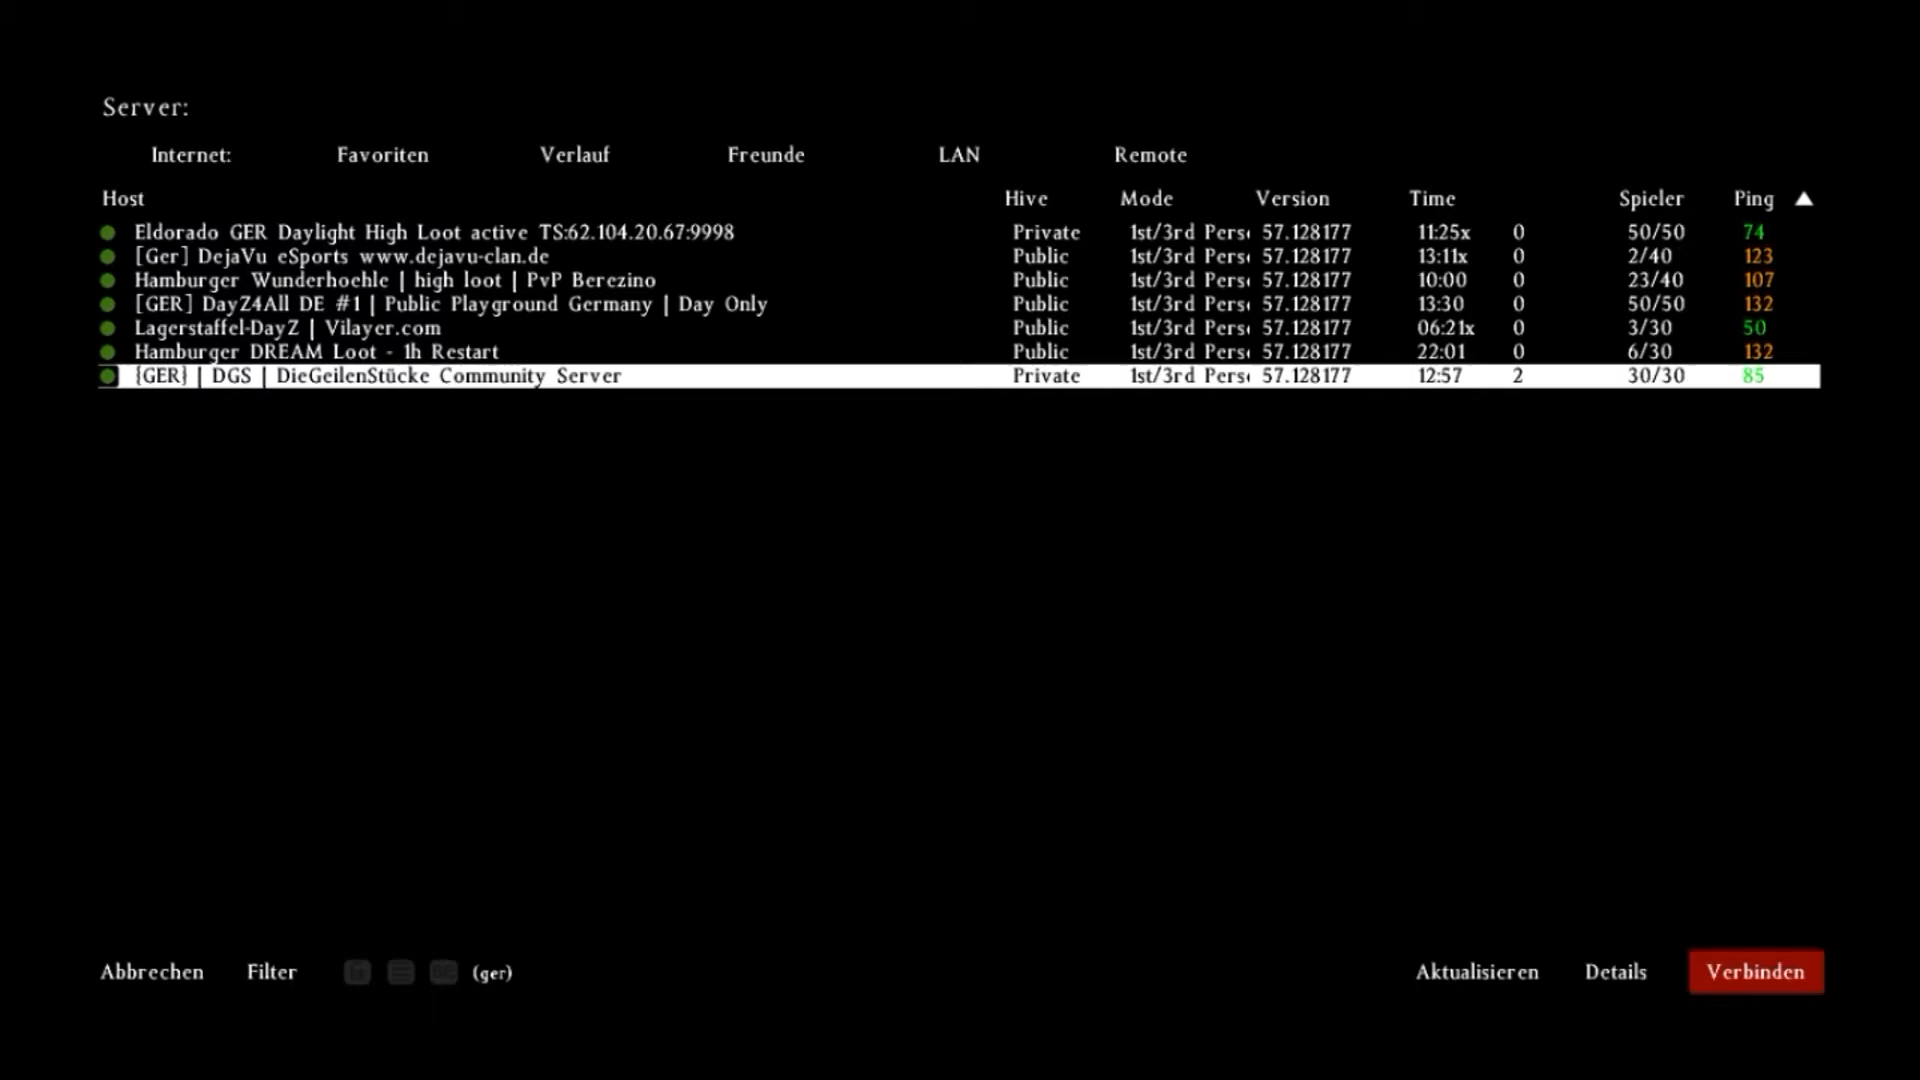 Server:
Internet: Favoriten Verlauf Freunde LAN Remote
Host Hive Mode Version Time Spieler Ping
Eldorado GER Daylight High Loot active TS:62.104.20.67:9998 Private 1st/3rd Pers 57.128177 11:25x 0 50/50 74
[Ger] DejaVu eSports www.dejavu-clan.de Public 1st/3rd Pers 57.128177 13:11x 0 2/40 123
Hamburger Wunderhoehle | high loot | PvP Berezino Public 1st/3rd Pers 57.128177 10:00 0 23/40 107
[GER] DayZ4All DE #1 | Public Playground Germany | Day Only Public 1st/3rd Pers 57.128177 13:30 0 50/50 132
Lagerstaffel-DayZ | Vilayer.com Public 1st/3rd Pers 57.128177 06:21x 0 3/30 50
Hamburger DREAM Loot - 1h Restart Public 1st/3rd Pers 57.128177 22:01 0 6/30 132
{GER} | DGS | DieGeilenStücke Community Server Private 1st/3rd Pers 57.128177 12:57 2 30/30 85
Abbrechen Filter (ger) Aktualisieren Details Verbinden